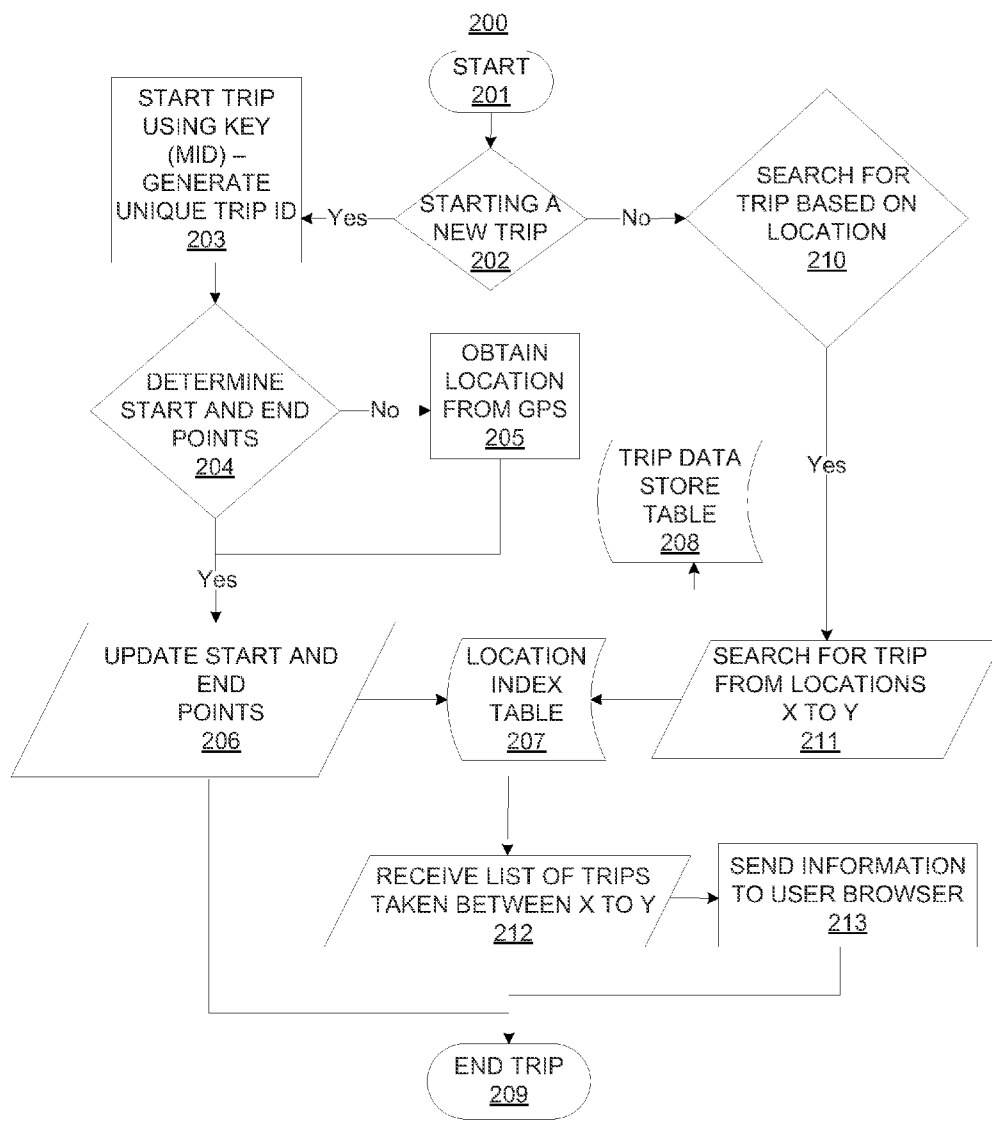 200
START
201
START TRIP
USING KEY
(MID) –
GENERATE
UNIQUE TRIP ID
203
Yes
STARTING A
NEW TRIP
202
No
SEARCH FOR
TRIP BASED ON
LOCATION
210
DETERMINE
START AND END
POINTS
204
No
OBTAIN
LOCATION
FROM GPS
205
TRIP DATA
STORE
TABLE
208
Yes
Yes
UPDATE START AND
END
POINTS
206
LOCATION
INDEX
TABLE
207
SEARCH FOR TRIP
FROM LOCATIONS
X TO Y
211
RECEIVE LIST OF TRIPS
TAKEN BETWEEN X TO Y
212
SEND INFORMATION
TO USER BROWSER
213
END TRIP
209